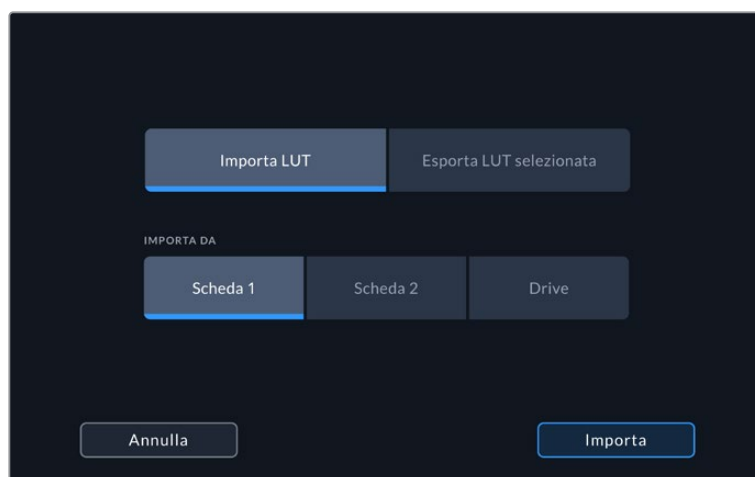 Importa LUT Esporta LUT selezionata
IMPORTA DA
Scheda 1 Scheda 2 Drive
Annulla Importa